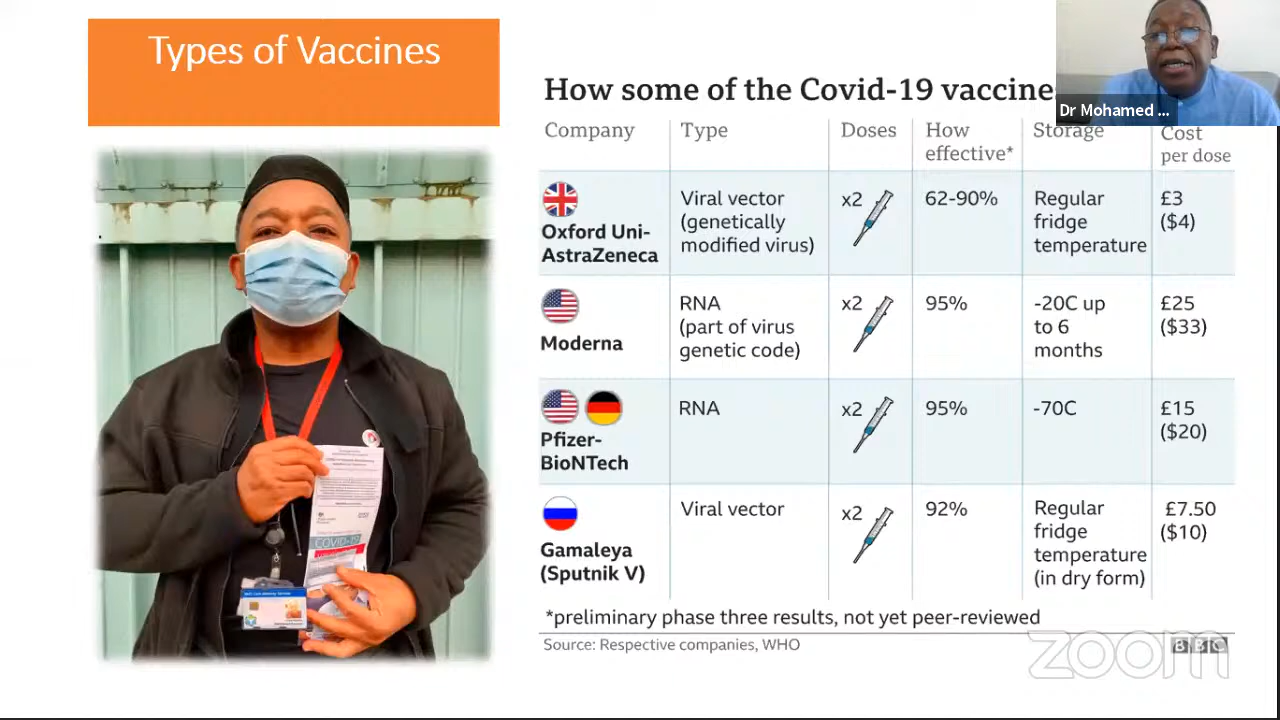 Types of Vaccines
Dr Mohamed ...
How some of the Covid-19 vaccine
Company
Type
Doses
How
effective*
Storage
Cost
per dose
Oxford Uni-
AstraZeneca
Viral vector
(genetically
modified virus)
x2
62-90%
Regular
fridge
temperature
£3
($4)
Moderna
RNA
(part of virus
genetic code)
x2
95%
-20C up
to 6
months
£25
($33)
Pfizer-
BioNTech
RNA
x2
95%
-70C
£15
($20)
Gamaleya
(Sputnik V)
Viral vector
x2
92%
Regular
fridge
temperature
(in dry form)
£7.50
($10)
*preliminary phase three results, not yet peer-reviewed
Source: Respective companies, WHO
BBC
zoom
COVID-19